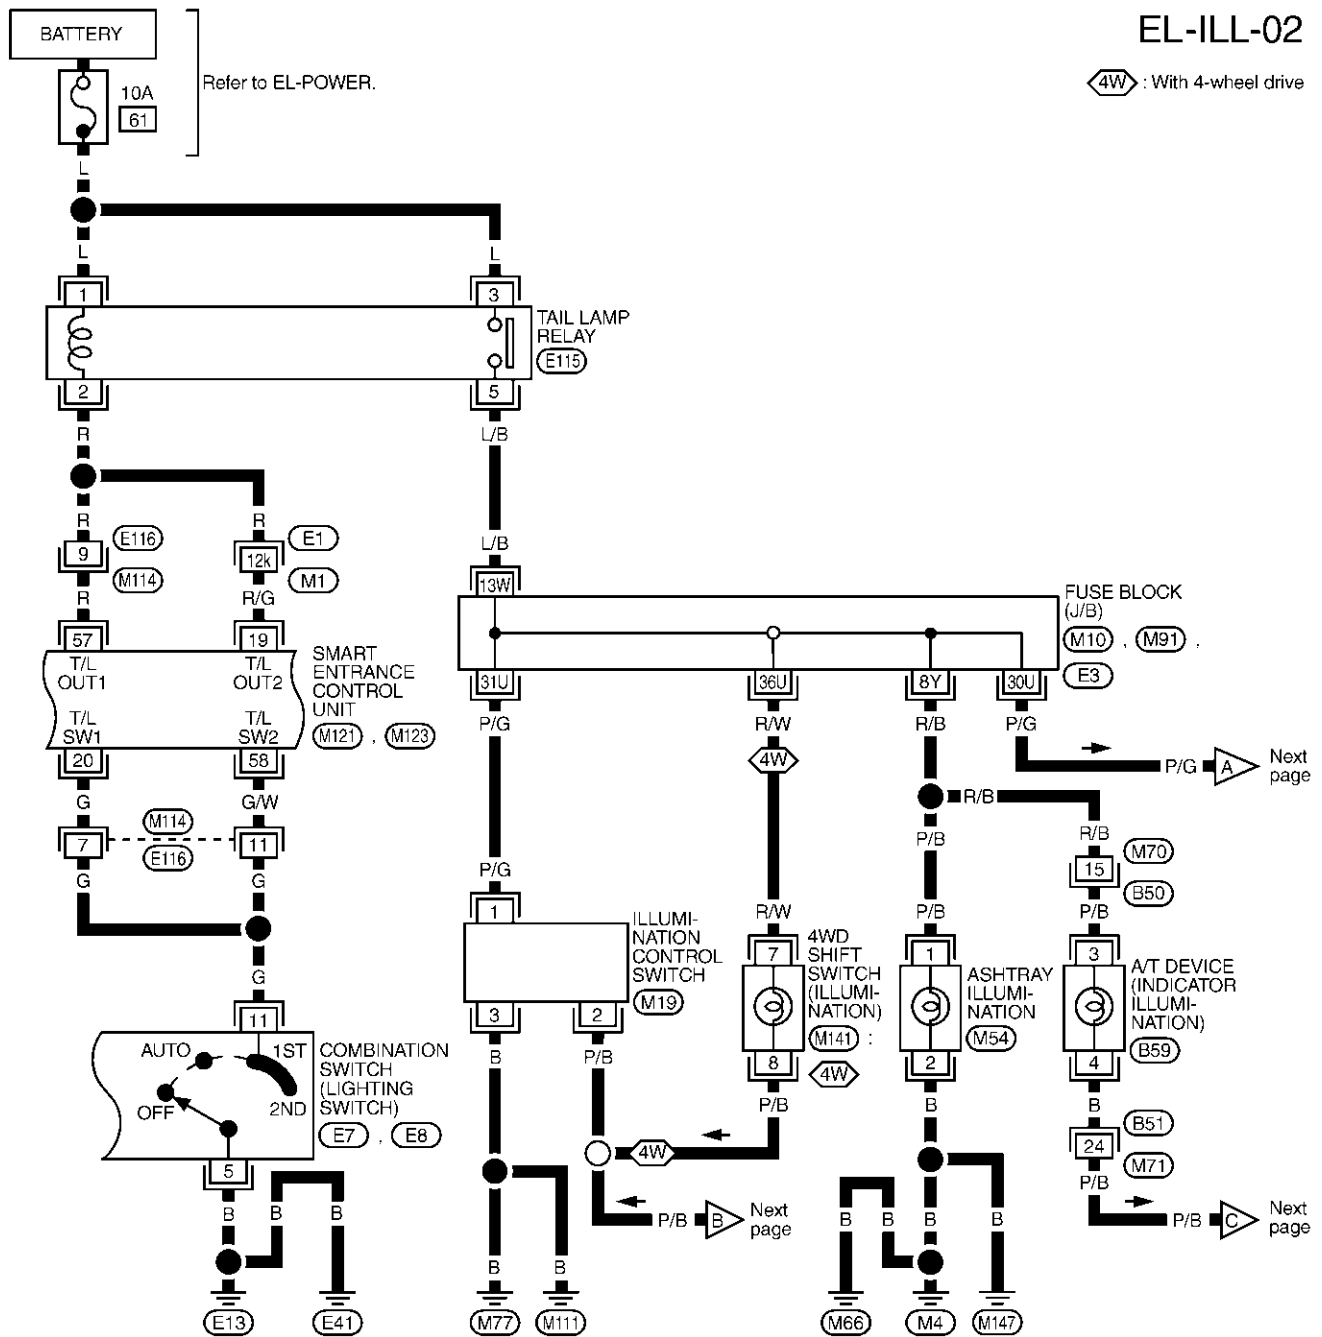 EL-ILL-02
BATTERY
4W : With 4-wheel drive
Refer to EL-POWER.
10A
61
L
L
L
1
3
TAIL LAMP
RELAY
E115
2
5
R
L/B
R
R
E116
E1
9
12k
M114
M1
L/B
R
R/G
13W
57
19
FUSE BLOCK
(J/B)
M10 , M91 ,
E3
T/L
OUT1
T/L
OUT2
T/L
SW1
T/L
SW2
SMART
ENTRANCE
CONTROL
UNIT
M121 , M123
31U
36U
8Y
30U
P/G
R/W
R/B
P/G
20
58
4W
P/G
A
Next
page
G
G/W
R/B
M114
7
11
E116
P/B
R/B
M70
15
B50
G
G
P/G
R/W
P/B
P/B
1
ILLUMI-
NATION
CONTROL
SWITCH
M19
7
4WD
SHIFT
SWITCH
(ILLUMI-
NATION)
M141 :
4W
1
ASHTRAY
ILLUMI-
NATION
M54
3
A/T DEVICE
(INDICATOR
ILLUMI-
NATION)
B59
G
11
3
2
8
2
4
AUTO
1ST
OFF
2ND
COMBINATION
SWITCH
(LIGHTING
SWITCH)
E7 , E8
B
P/B
P/B
B
B
B51
24
M71
4W
5
P/B
B
B
B
P/B
B
Next
page
B
B
B
B
P/B
C
Next
page
B
B
E13
E41
M77
M111
M66
M4
M147